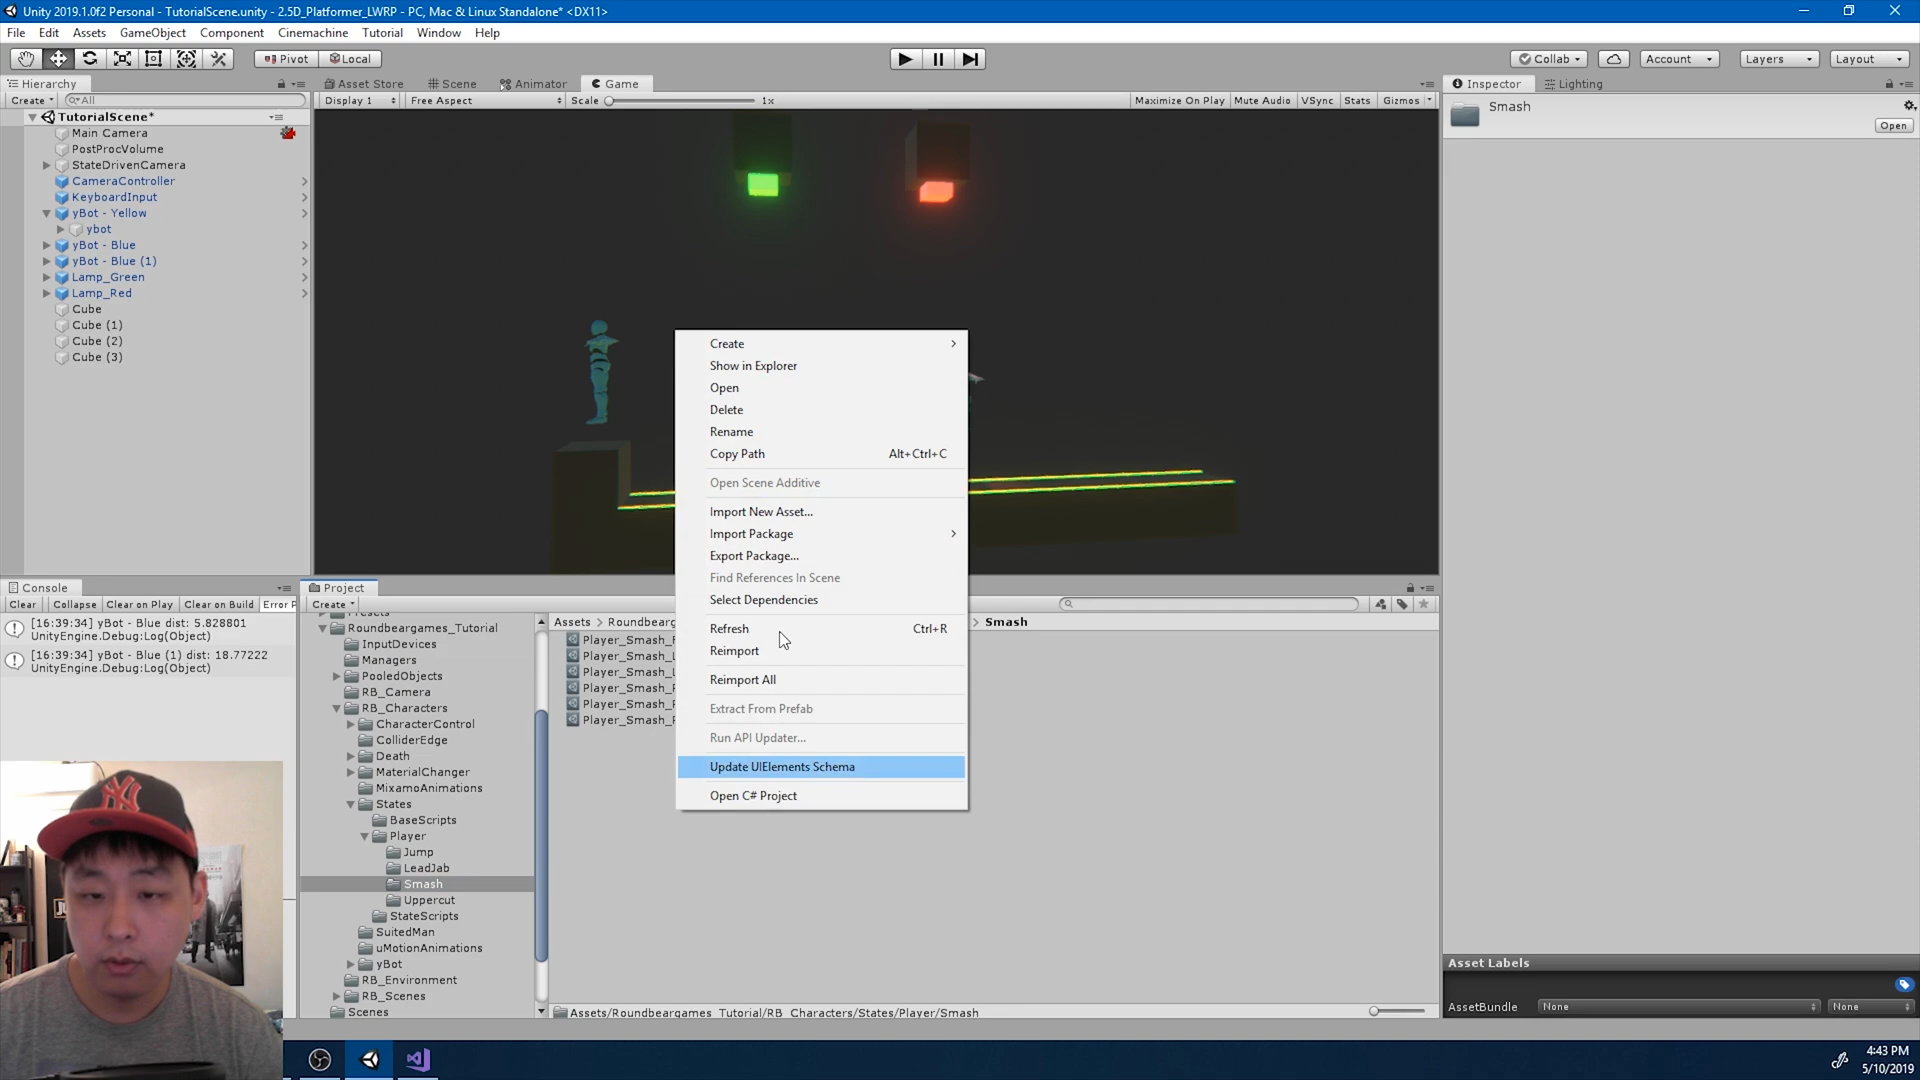 Unity 2019.1.0f2 Personal - TutorialScene.unity - 2.5D_Platformer_LWRP - PC, Mac & Linux Standalone* <DX11>
File Edit Assets GameObject Component Cinemachine Tutorial Window Help
Pivot Local Collab Account Layers Layout
Hierarchy Asset Store Scene Animator Game Inspector Lighting
Create All Display 1 Free Aspect Scale 1x Maximize On Play Mute Audio VSync Stats Gizmos
Smash
Open
TutorialScene*
Main Camera
PostProcVolume
StateDrivenCamera
CameraController
KeyboardInput
yBot - Yellow
ybot
yBot - Blue
yBot - Blue (1)
Lamp_Green
Lamp_Red
Cube
Cube (1)
Cube (2)
Cube (3)
Create
Show in Explorer
Open
Delete
Rename
Copy Path Alt+Ctrl+C
Open Scene Additive
Import New Asset...
Import Package
Export Package...
Find References In Scene
Select Dependencies
Refresh Ctrl+R
Reimport
Reimport All
Extract From Prefab
Run API Updater...
Update UIElements Schema
Open C# Project
Console
Clear Collapse Clear on Play Clear on Build Error P
[16:39:34] yBot - Blue dist: 5.828801
UnityEngine.Debug:Log(Object)
[16:39:34] yBot - Blue (1) dist: 18.77222
UnityEngine.Debug:Log(Object)
Project
Create
Presets
Roundbeargames_Tutorial
InputDevices
Managers
PooledObjects
RB_Camera
RB_Characters
CharacterControl
ColliderEdge
Death
MaterialChanger
MixamoAnimations
States
BaseScripts
Player
Jump
LeadJab
Smash
Uppercut
StateScripts
SuitedMan
uMotionAnimations
yBot
RB_Environment
RB_Scenes
Scenes
Assets > Roundbearg > Smash
Player_Smash_
Player_Smash_
Player_Smash_
Player_Smash_
Player_Smash_
Player_Smash_
Assets/Roundbeargames_Tutorial/RB_Characters/States/Player/Smash
Asset Labels
AssetBundle None None
4:43 PM
5/10/2019